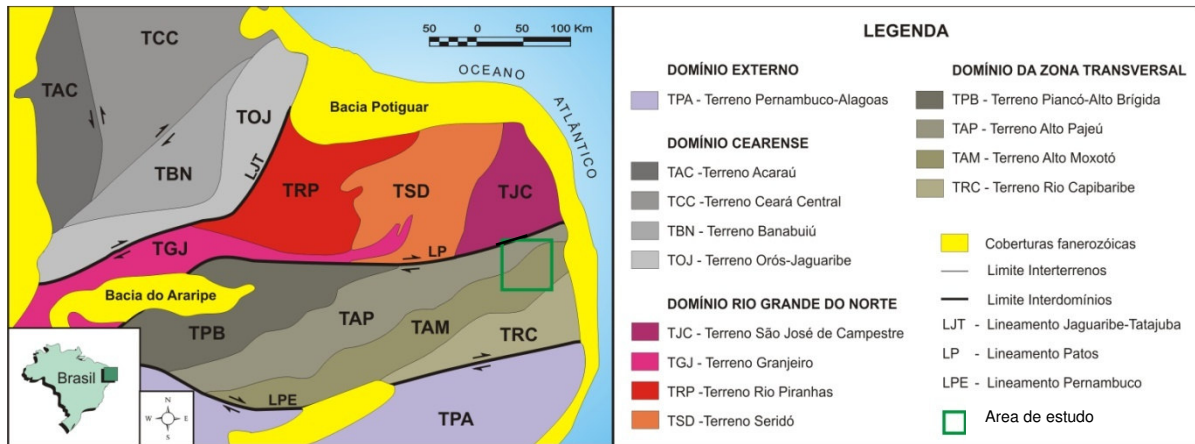 50 0 50 100 Km
TCC
TAC
OCEANO
ATLÂNTICO
Bacia Potiguar
TOJ
LJT
TBN
TRP
TSD
TJC
TGJ
LP
Bacia do Araripe
TPB
TAP
TAM
TRC
LPE
TPA
Brasil
N
W E
S
LEGENDA
DOMÍNIO EXTERNO
TPA - Terreno Pernambuco-Alagoas
DOMÍNIO CEARENSE
TAC -Terreno Acaraú
TCC - Terreno Ceará Central
TBN - Terreno Banabuiú
TOJ - Terreno Orós-Jaguaribe
DOMÍNIO RIO GRANDE DO NORTE
TJC - Terreno São José de Campestre
TGJ - Terreno Granjeiro
TRP -Terreno Rio Piranhas
TSD -Terreno Seridó
DOMÍNIO DA ZONA TRANSVERSAL
TPB - Terreno Piancó-Alto Brígida
TAP - Terreno Alto Pajeú
TAM - Terreno Alto Moxotó
TRC - Terreno Rio Capibaribe
Coberturas fanerozóicas
Limite Interterrenos
Limite Interdomínios
LJT - Lineamento Jaguaribe-Tatajuba
LP - Lineamento Patos
LPE - Lineamento Pernambuco
Area de estudo